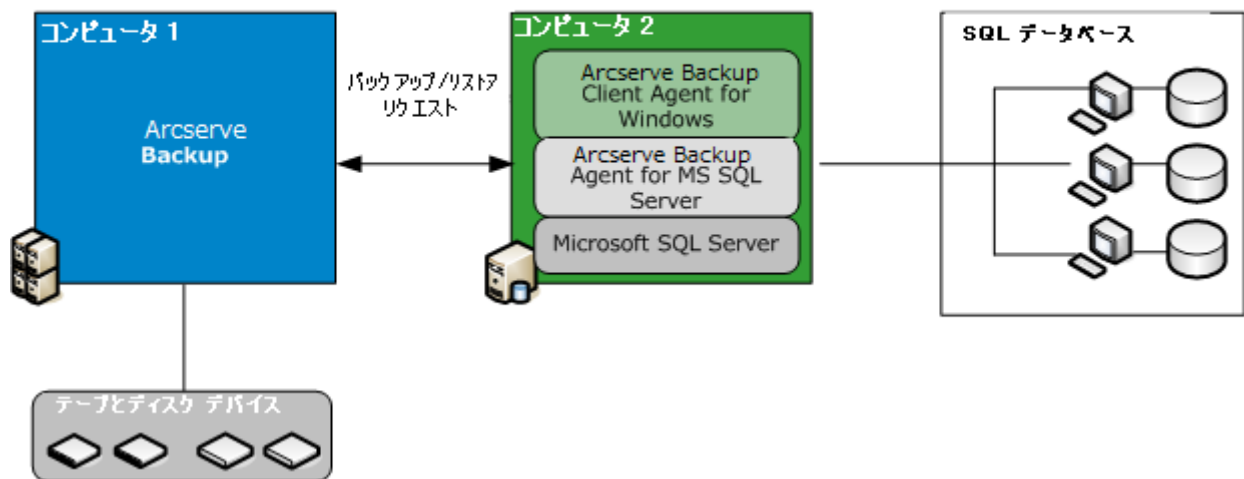 コンピュータ 1
Arcserve
Backup
バックアップ/リストア
リクエスト
コンピュータ 2
Arcserve Backup
Client Agent for
Windows
Arcserve Backup
Agent for MS SQL
Server
Microsoft SQL Server
SQL データベース
テープとディスク デバイス